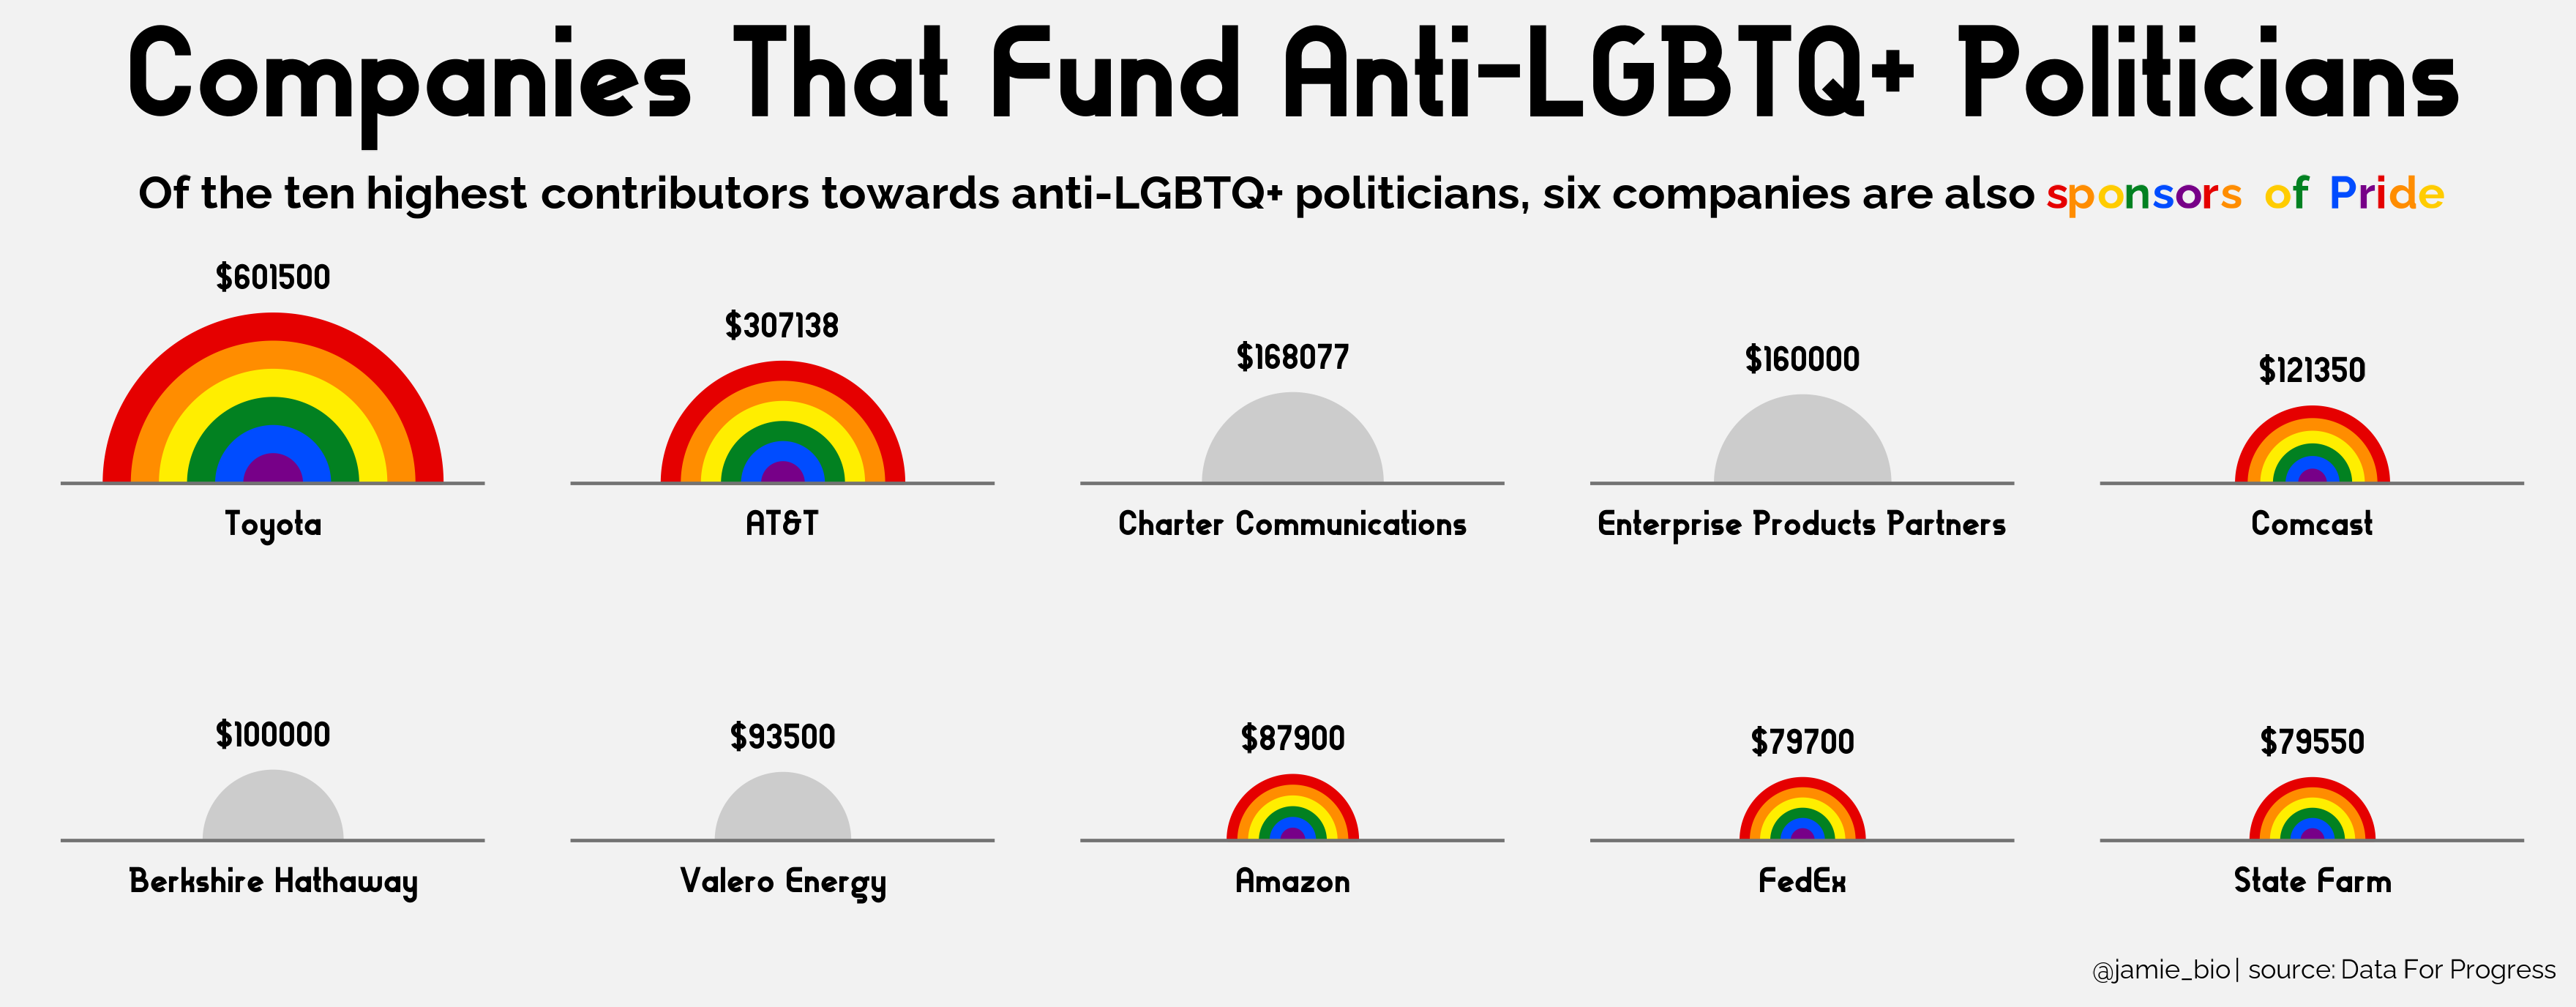 Companies That Fund Anti-LGBTQ+ Politicians
Of the ten highest contributors towards anti-LGBTQ+ politicians, six companies are also sponsors of Pride
$601500
$307138
$168077
$160000
$121350
Toyota
AT&T
Charter Communications
Enterprise Products Partners
Comcast
$100000
$93500
$87900
$79700
$79550
Berkshire Hathaway
Valero Energy
Amazon
FedEx
State Farm
@jamie_bio| source: Data For Progress